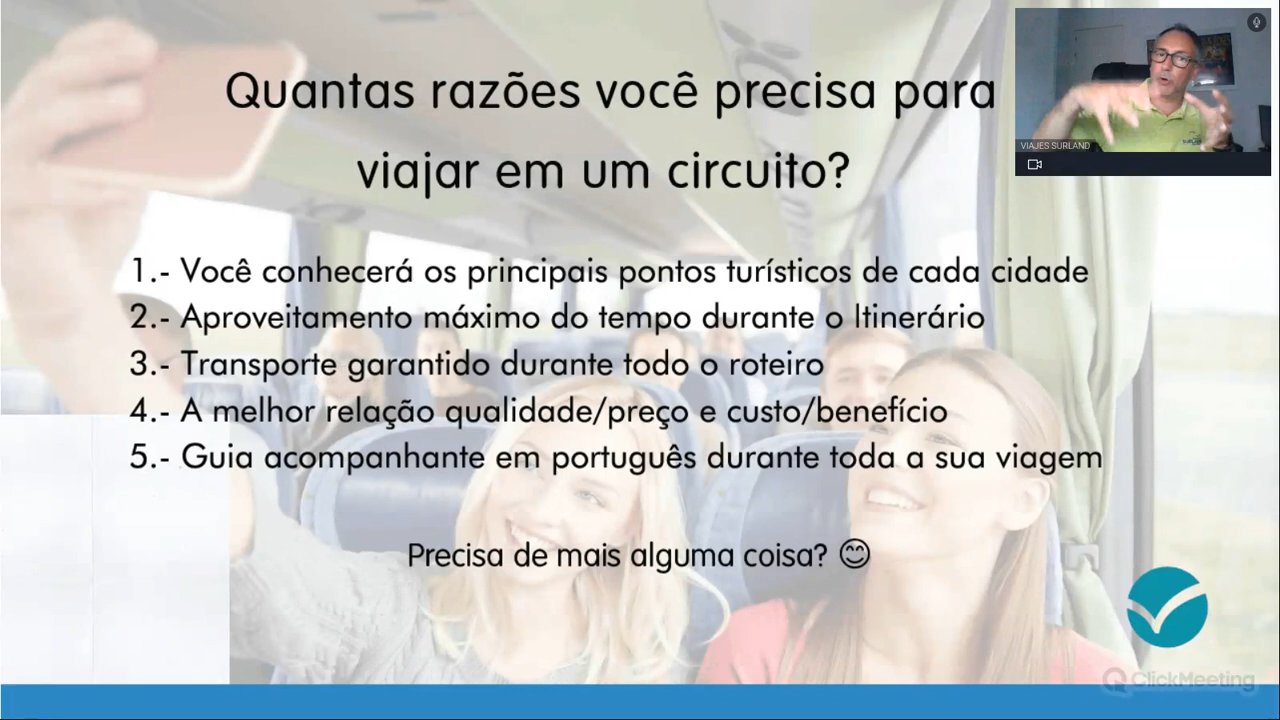 Quantas razões você precisa para
viajar em um circuito?
VIAJES SURLAND
1.- Você conhecerá os principais pontos turísticos de cada cidade
2.- Aproveitamento máximo do tempo durante o Itinerário
3.- Transporte garantido durante todo o roteiro
4.- A melhor relação qualidade/preço e custo/benefício
5.- Guia acompanhante em português durante toda a sua viagem
Precisa de mais alguma coisa? 😊
ClickMeeting